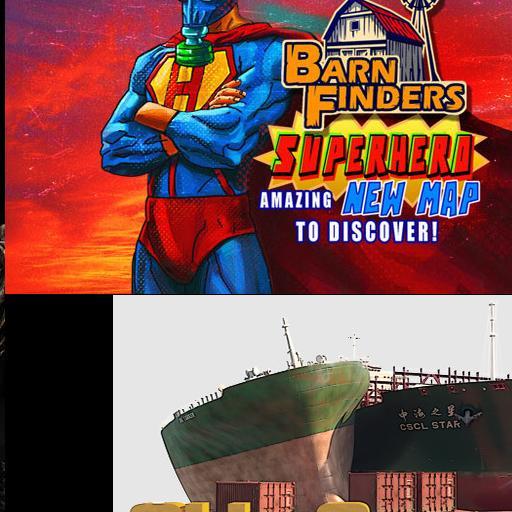 H
BARN
FINDERS
SUPERHERO
AMAZING NEW MAP
TO DISCOVER!
中海之星
CSCL STAR